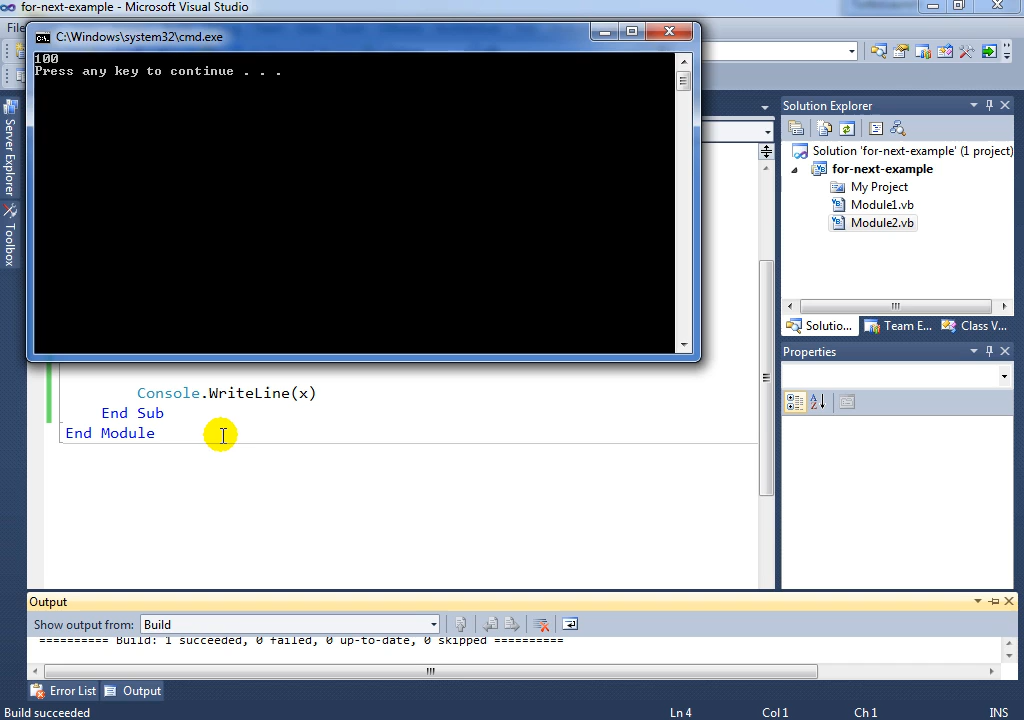 for-next-example - Microsoft Visual Studio
File
C:\Windows\system32\cmd.exe
100
Press any key to continue . . .
Server Explorer
Toolbox
Console.WriteLine(x)
End Sub
End Module
Solution Explorer
Solution 'for-next-example' (1 project)
for-next-example
My Project
Module1.vb
Module2.vb
Solutio...
Team E...
Class V...
Properties
Output
Show output from: Build
========== Build: 1 succeeded, 0 failed, 0 up-to-date, 0 skipped ==========
Error List
Output
Build succeeded
Ln 4
Col 1
Ch 1
INS